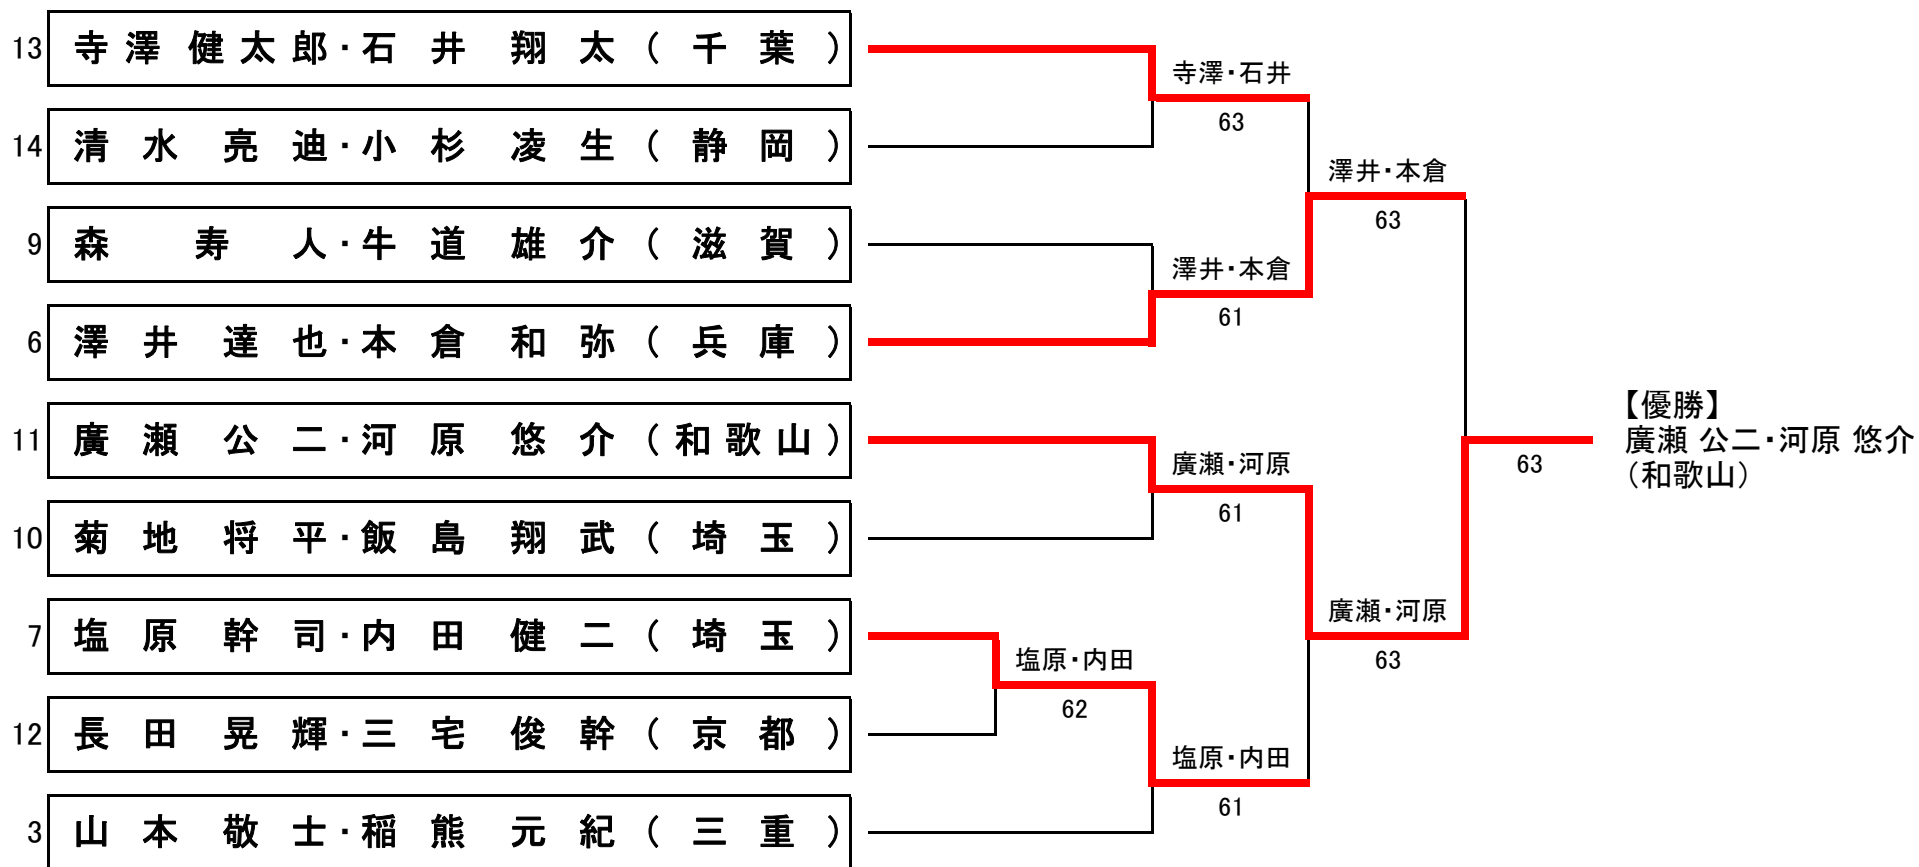 13 寺澤健太郎・石井翔太(千葉)
14 清水亮迪・小杉凌生(静岡)
9 森寿人・牛道雄介(滋賀)
6 澤井達也・本倉和弥(兵庫)
11 廣瀬公二・河原悠介(和歌山)
10 菊地将平・飯島翔武(埼玉)
7 塩原幹司・内田健二(埼玉)
12 長田晃輝・三宅俊幹(京都)
3 山本敬士・稲熊元紀(三重)
塩原・内田
62
寺澤・石井
63
澤井・本倉
61
廣瀬・河原
61
塩原・内田
61
澤井・本倉
63
廣瀬・河原
63
63
【優勝】
廣瀬 公二・河原 悠介
(和歌山)